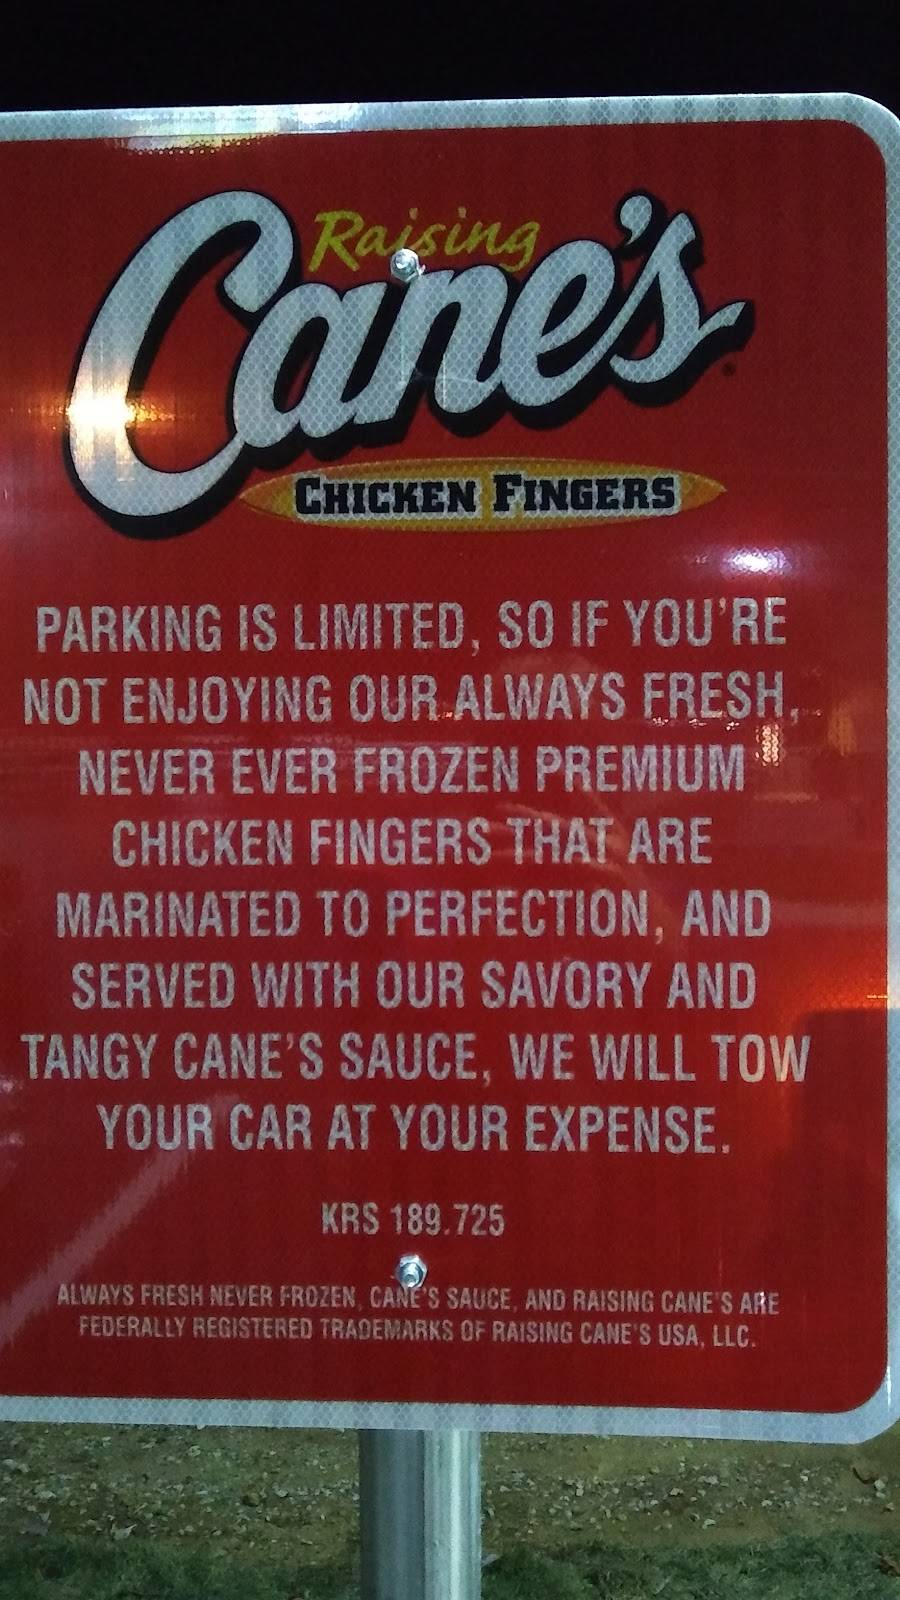 Raising
Cane's
CHICKEN FINGERS
PARKING IS LIMITED, SO IF YOU'RE
NOT ENJOYING OUR ALWAYS FRESH,
NEVER EVER FROZEN PREMIUM
CHICKEN FINGERS THAT ARE
MARINATED TO PERFECTION, AND
SERVED WITH OUR SAVORY AND
TANGY CANE'S SAUCE, WE WILL TOW
YOUR CAR AT YOUR EXPENSE.
KRS 189.725
ALWAYS FRESH NEVER FROZEN, CANE'S SAUCE, AND RAISING CANE'S ARE
FEDERALLY REGISTERED TRADEMARKS OF RAISING CANE'S USA, LLC.